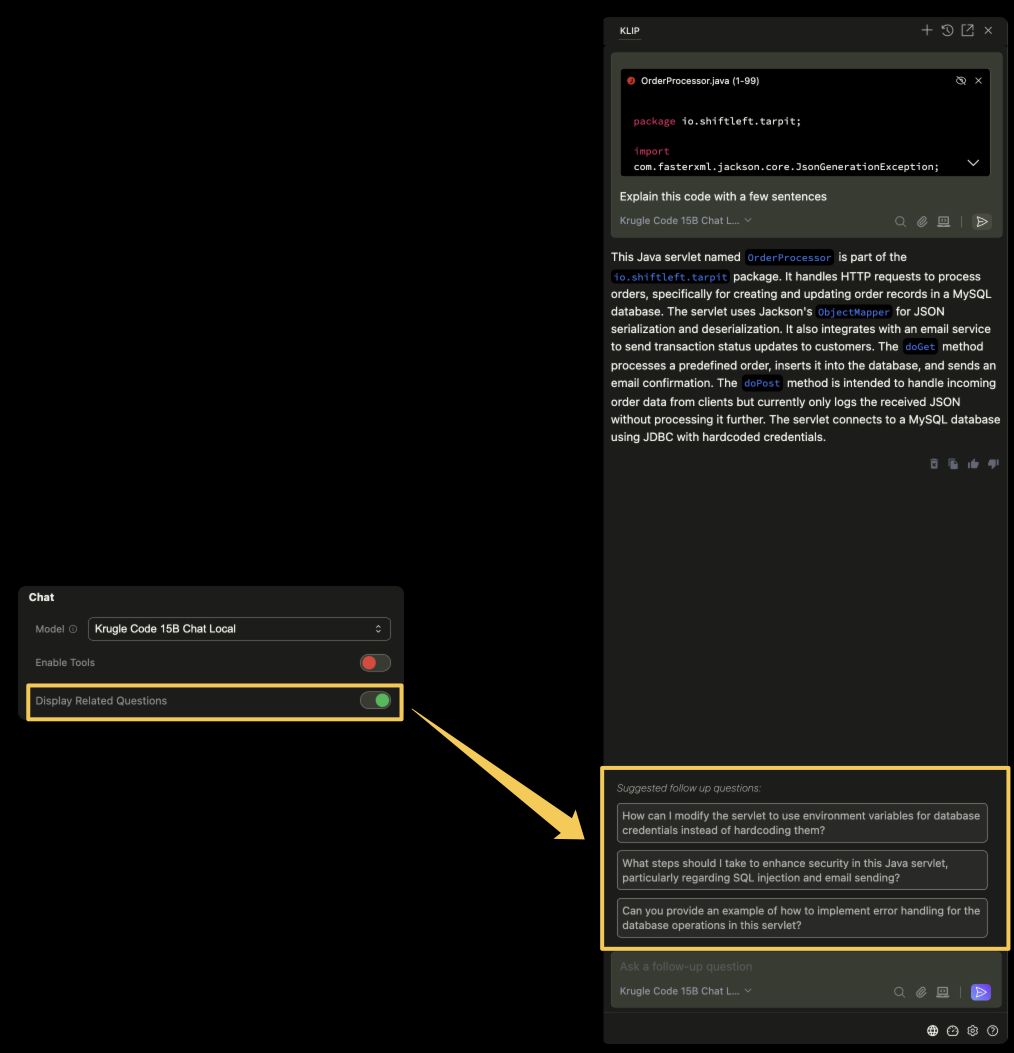 KLIP
OrderProcessor.java (1-99)
package io.shiftleft.tarpit;
import
com.fasterxml.jackson.core.JsonGenerationException;
Explain this code with a few sentences
Krugle Code 15B Chat L...
This Java servlet named OrderProcessor is part of the
io.shiftleft.tarpit package. It handles HTTP requests to process
orders, specifically for creating and updating order records in a MySQL
database. The servlet uses Jackson's ObjectMapper for JSON
serialization and deserialization. It also integrates with an email service
to send transaction status updates to customers. The doGet method
processes a predefined order, inserts it into the database, and sends an
email confirmation. The doPost method is intended to handle incoming
order data from clients but currently only logs the received JSON
without processing it further. The servlet connects to a MySQL database
using JDBC with hardcoded credentials.
Chat
Model
Krugle Code 15B Chat Local
Enable Tools
Display Related Questions
Suggested follow up questions:
How can I modify the servlet to use environment variables for database
credentials instead of hardcoding them?
What steps should I take to enhance security in this Java servlet,
particularly regarding SQL injection and email sending?
Can you provide an example of how to implement error handling for the
database operations in this servlet?
Ask a follow-up question
Krugle Code 15B Chat L...